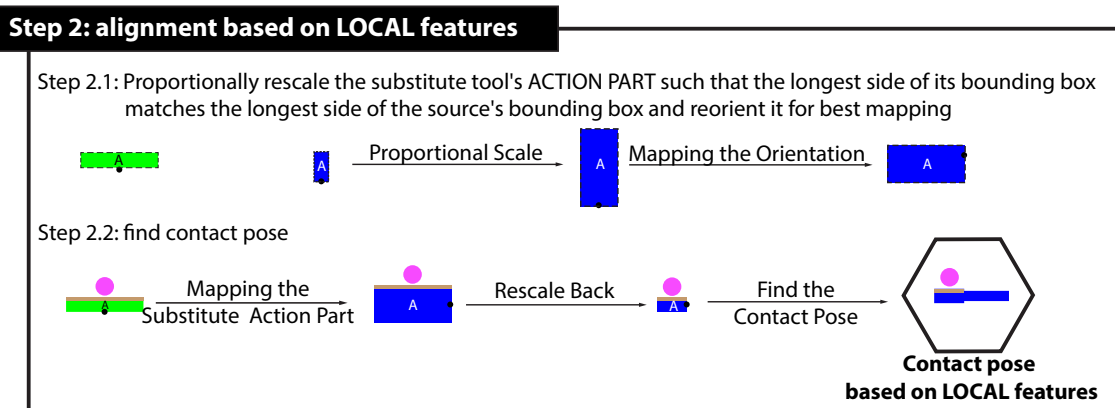 Step 2: alignment based on LOCAL features
Step 2.1: Proportionally rescale the substitute tool's ACTION PART such that the longest side of its bounding box
matches the longest side of the source's bounding box and reorient it for best mapping
A
A
Proportional Scale
A
Mapping the Orientation
A
Step 2.2: find contact pose
A
Mapping the
Substitute Action Part
A
Rescale Back
A
Find the
Contact Pose
Contact pose
based on LOCAL features